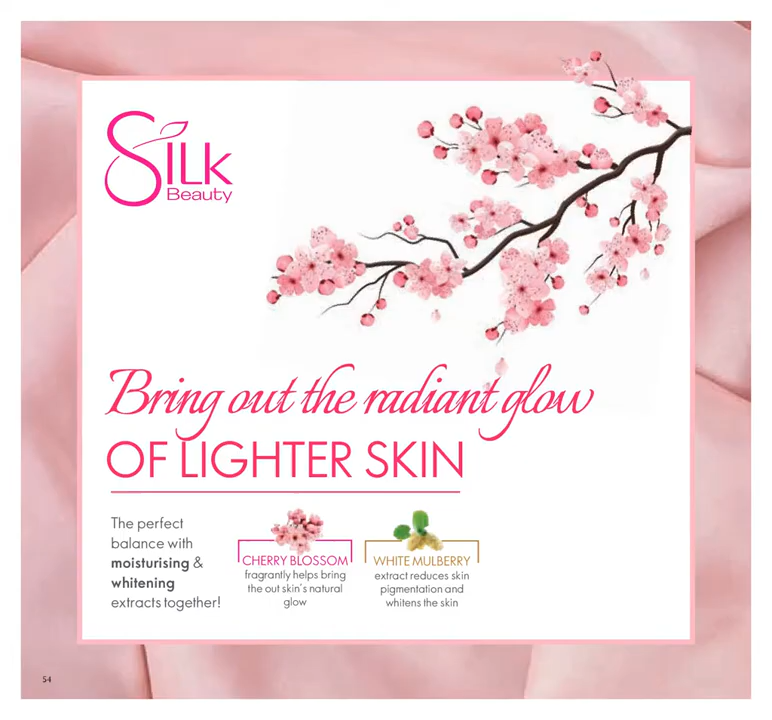 SILK
Beauty
Bring out the radiant glow
OF LIGHTER SKIN
The perfect
balance with
moisturising &
whitening
extracts together!
CHERRY BLOSSOM
fragrantly helps bring
the out skin's natural
glow
WHITE MULBERRY
extract reduces skin
pigmentation and
whitens the skin
54